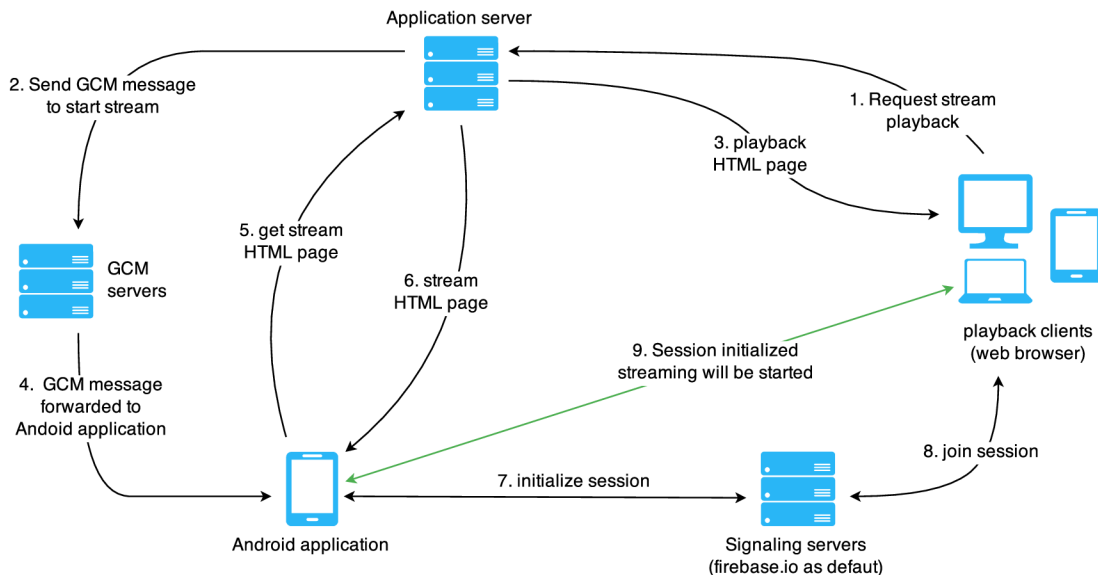 Application server
2. Send GCM message
to start stream
1. Request stream
playback
3. playback
HTML page
5. get stream
HTML page
GCM
servers
6. stream
HTML page
playback clients
(web browser)
9. Session initialized
streaming will be started
4.  GCM message
forwarded to
Andoid application
8. join session
7. initialize session
Android application
Signaling servers
(firebase.io as defaut)